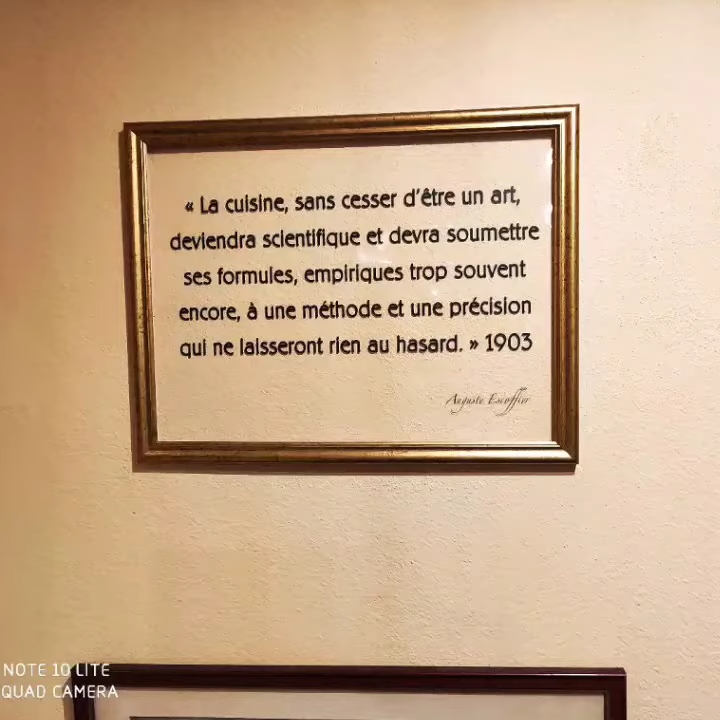 « La cuisine, sans cesser d'être un art,
deviendra scientifique et devra soumettre
ses formules, empiriques trop souvent
encore, à une méthode et une précision
qui ne laisseront rien au hasard. » 1903
Auguste Escoffier
NOTE 10 LITE
QUAD CAMERA